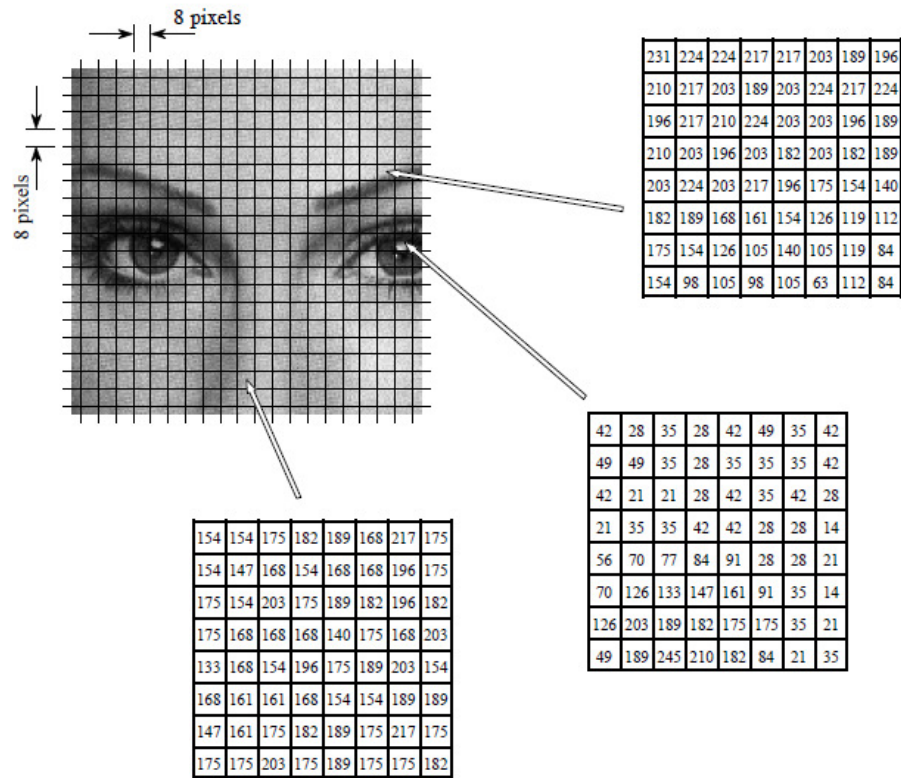 8 pixels
8 pixels
231 224 224 217 217 203 189 196
210 217 203 189 203 224 217 224
196 217 210 224 203 203 196 189
210 203 196 203 182 203 182 189
203 224 203 217 196 175 154 140
182 189 168 161 154 126 119 112
175 154 126 105 140 105 119 84
154 98 105 98 105 63 112 84
42 28 35 28 42 49 35 42
49 49 35 28 35 35 35 42
42 21 21 28 42 35 42 28
21 35 35 42 42 28 28 14
56 70 77 84 91 28 28 21
70 126 133 147 161 91 35 14
126 203 189 182 175 175 35 21
49 189 245 210 182 84 21 35
154 154 175 182 189 168 217 175
154 147 168 154 168 168 196 175
175 154 203 175 189 182 196 182
175 168 168 168 140 175 168 203
133 168 154 196 175 189 203 154
168 161 161 168 154 154 189 189
147 161 175 182 189 175 217 175
175 175 203 175 189 175 175 182